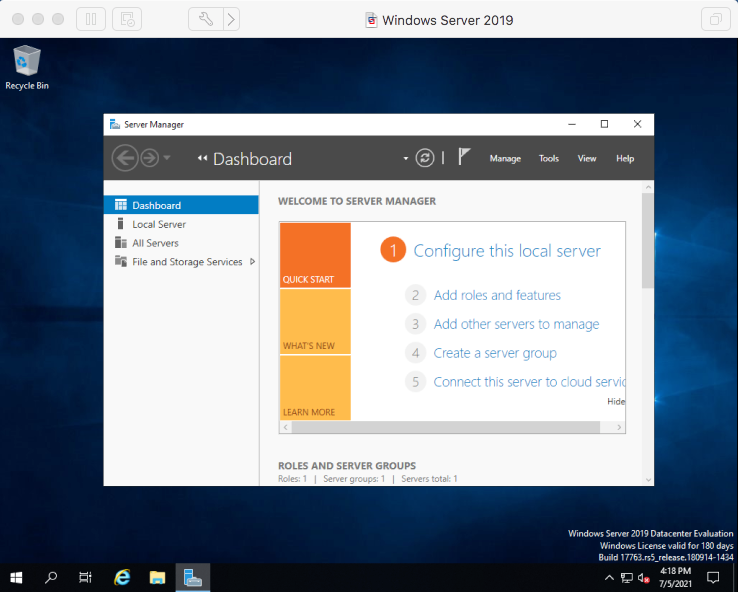 Windows Server 2019
Recycle Bin
Server Manager
Dashboard
Manage Tools View Help
Dashboard
Local Server
All Servers
File and Storage Services
WELCOME TO SERVER MANAGER
QUICK START
WHAT'S NEW
LEARN MORE
1 Configure this local server
2 Add roles and features
3 Add other servers to manage
4 Create a server group
5 Connect this server to cloud servic
Hide
ROLES AND SERVER GROUPS
Roles: 1 | Server groups: 1 | Servers total: 1
Windows Server 2019 Datacenter Evaluation
Windows License valid for 180 days
Build 17763.rs5_release.180914-1434
4:18 PM
7/5/2021